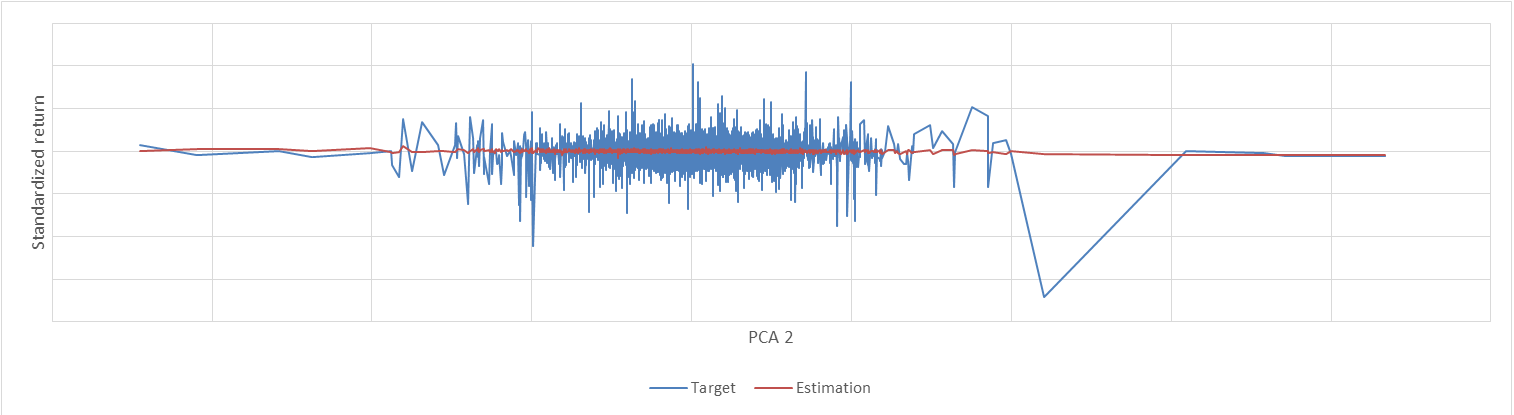 Standardized return
PCA 2
Target
Estimation